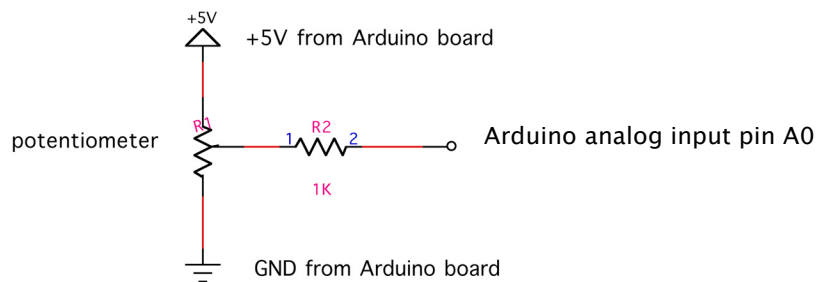 +5V
+5V from Arduino board
R1
potentiometer
1
R2
2
Arduino analog input pin A0
1K
GND from Arduino board